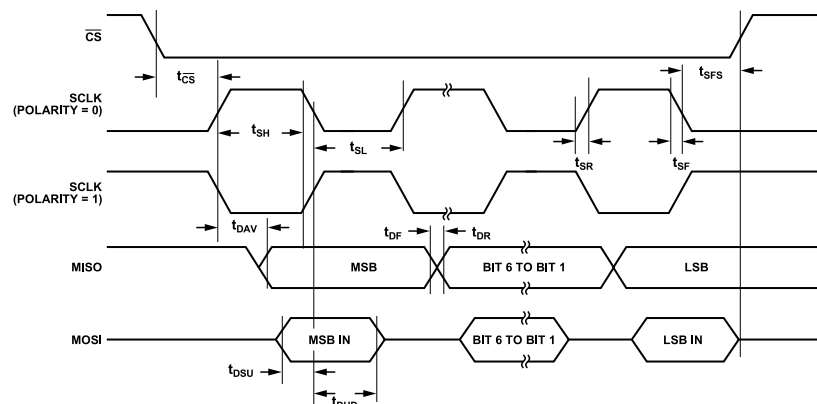 CS
tCS
tSFS
SCLK
(POLARITY = 0)
tSH
tSL
tSR
tSF
SCLK
(POLARITY = 1)
tDAV
tDF
tDR
MISO
MSB
BIT 6 TO BIT 1
LSB
MOSI
MSB IN
BIT 6 TO BIT 1
LSB IN
tDSU